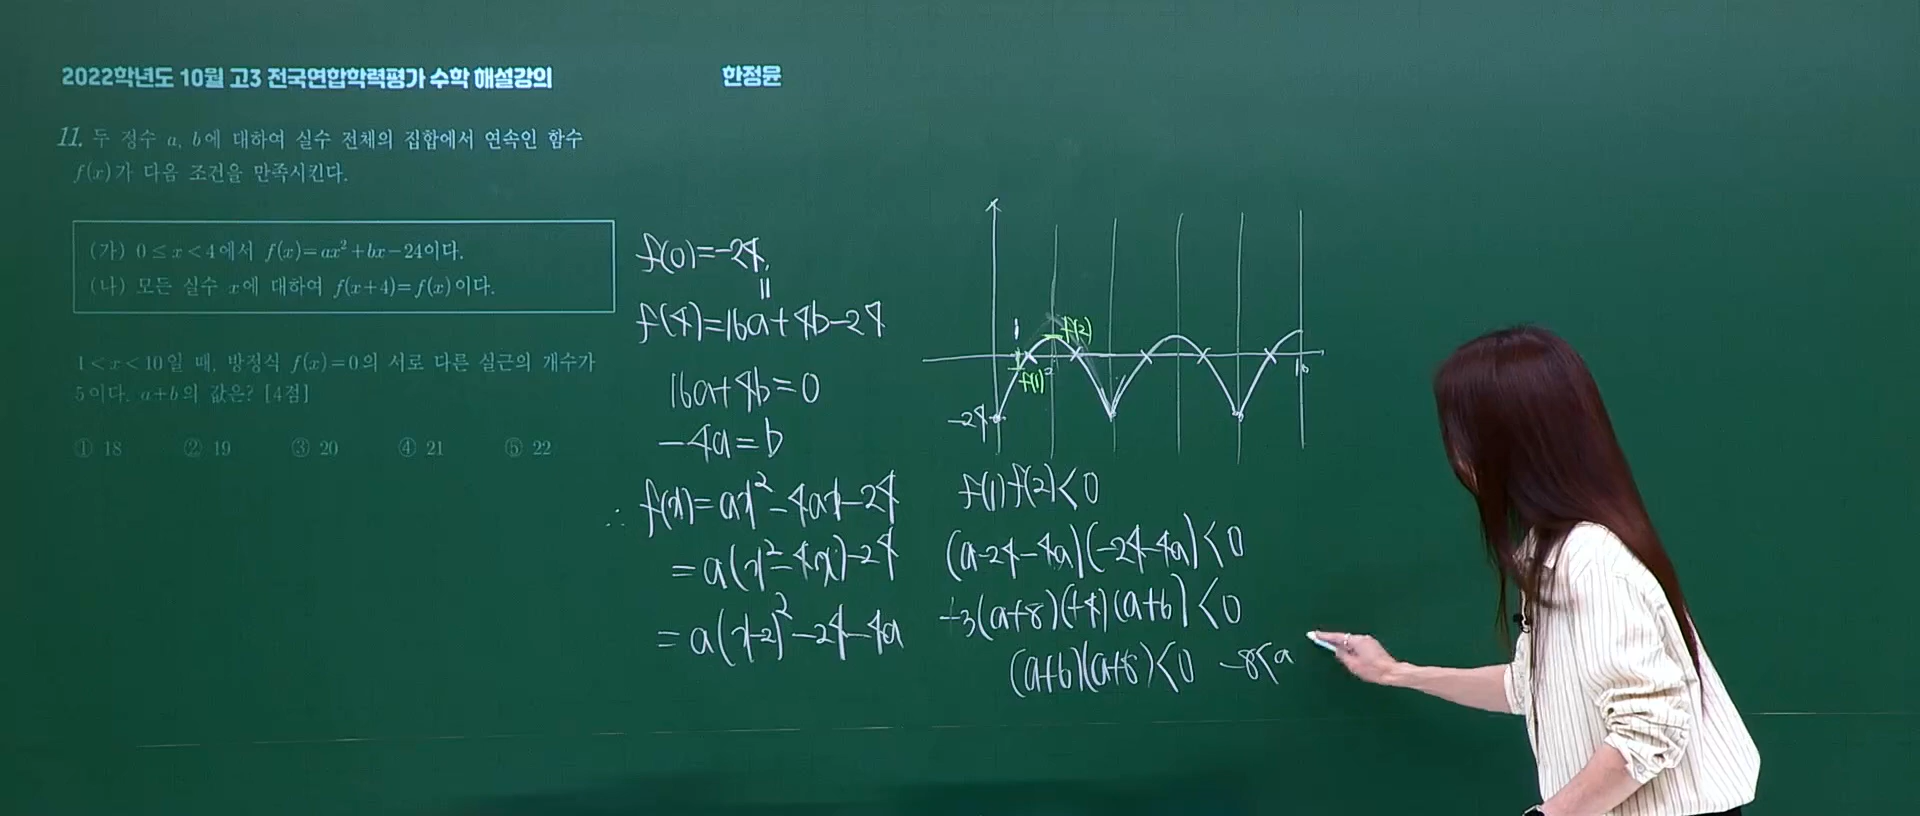 2022학년도 10월 고3 전국연합학력평가 수학 해설강의
한정윤
11. 두 정수 a, b에 대하여 실수 전체의 집합에서 연속인 함수
f(x)가 다음 조건을 만족시킨다.
(가) 0≤x<4에서 f(x)=ax²+bx-24이다.
(나) 모든 실수 x에 대하여 f(x+4)=f(x)이다.
1<x<10일 때, 방정식 f(x)=0의 서로 다른 실근의 개수가
5이다. a+b의 값은? [4점]
① 18 ② 19 ③ 20 ④ 21 ⑤ 22
f(0)=-24
=
f(4)=16a+4b-24
16a+4b=0
-4a=b
∴ f(x)=ax²-4ax-24
=a(x²-4x)-24
=a(x-2)²-24-4a
1
f(2)
f(1)
2
10
-24
f(1)f(2)<0
(a-24-4a)(-24-4a)<0
+3(a+8)(+4)(a+6)<0
(a+6)(a+8)<0 -8<a